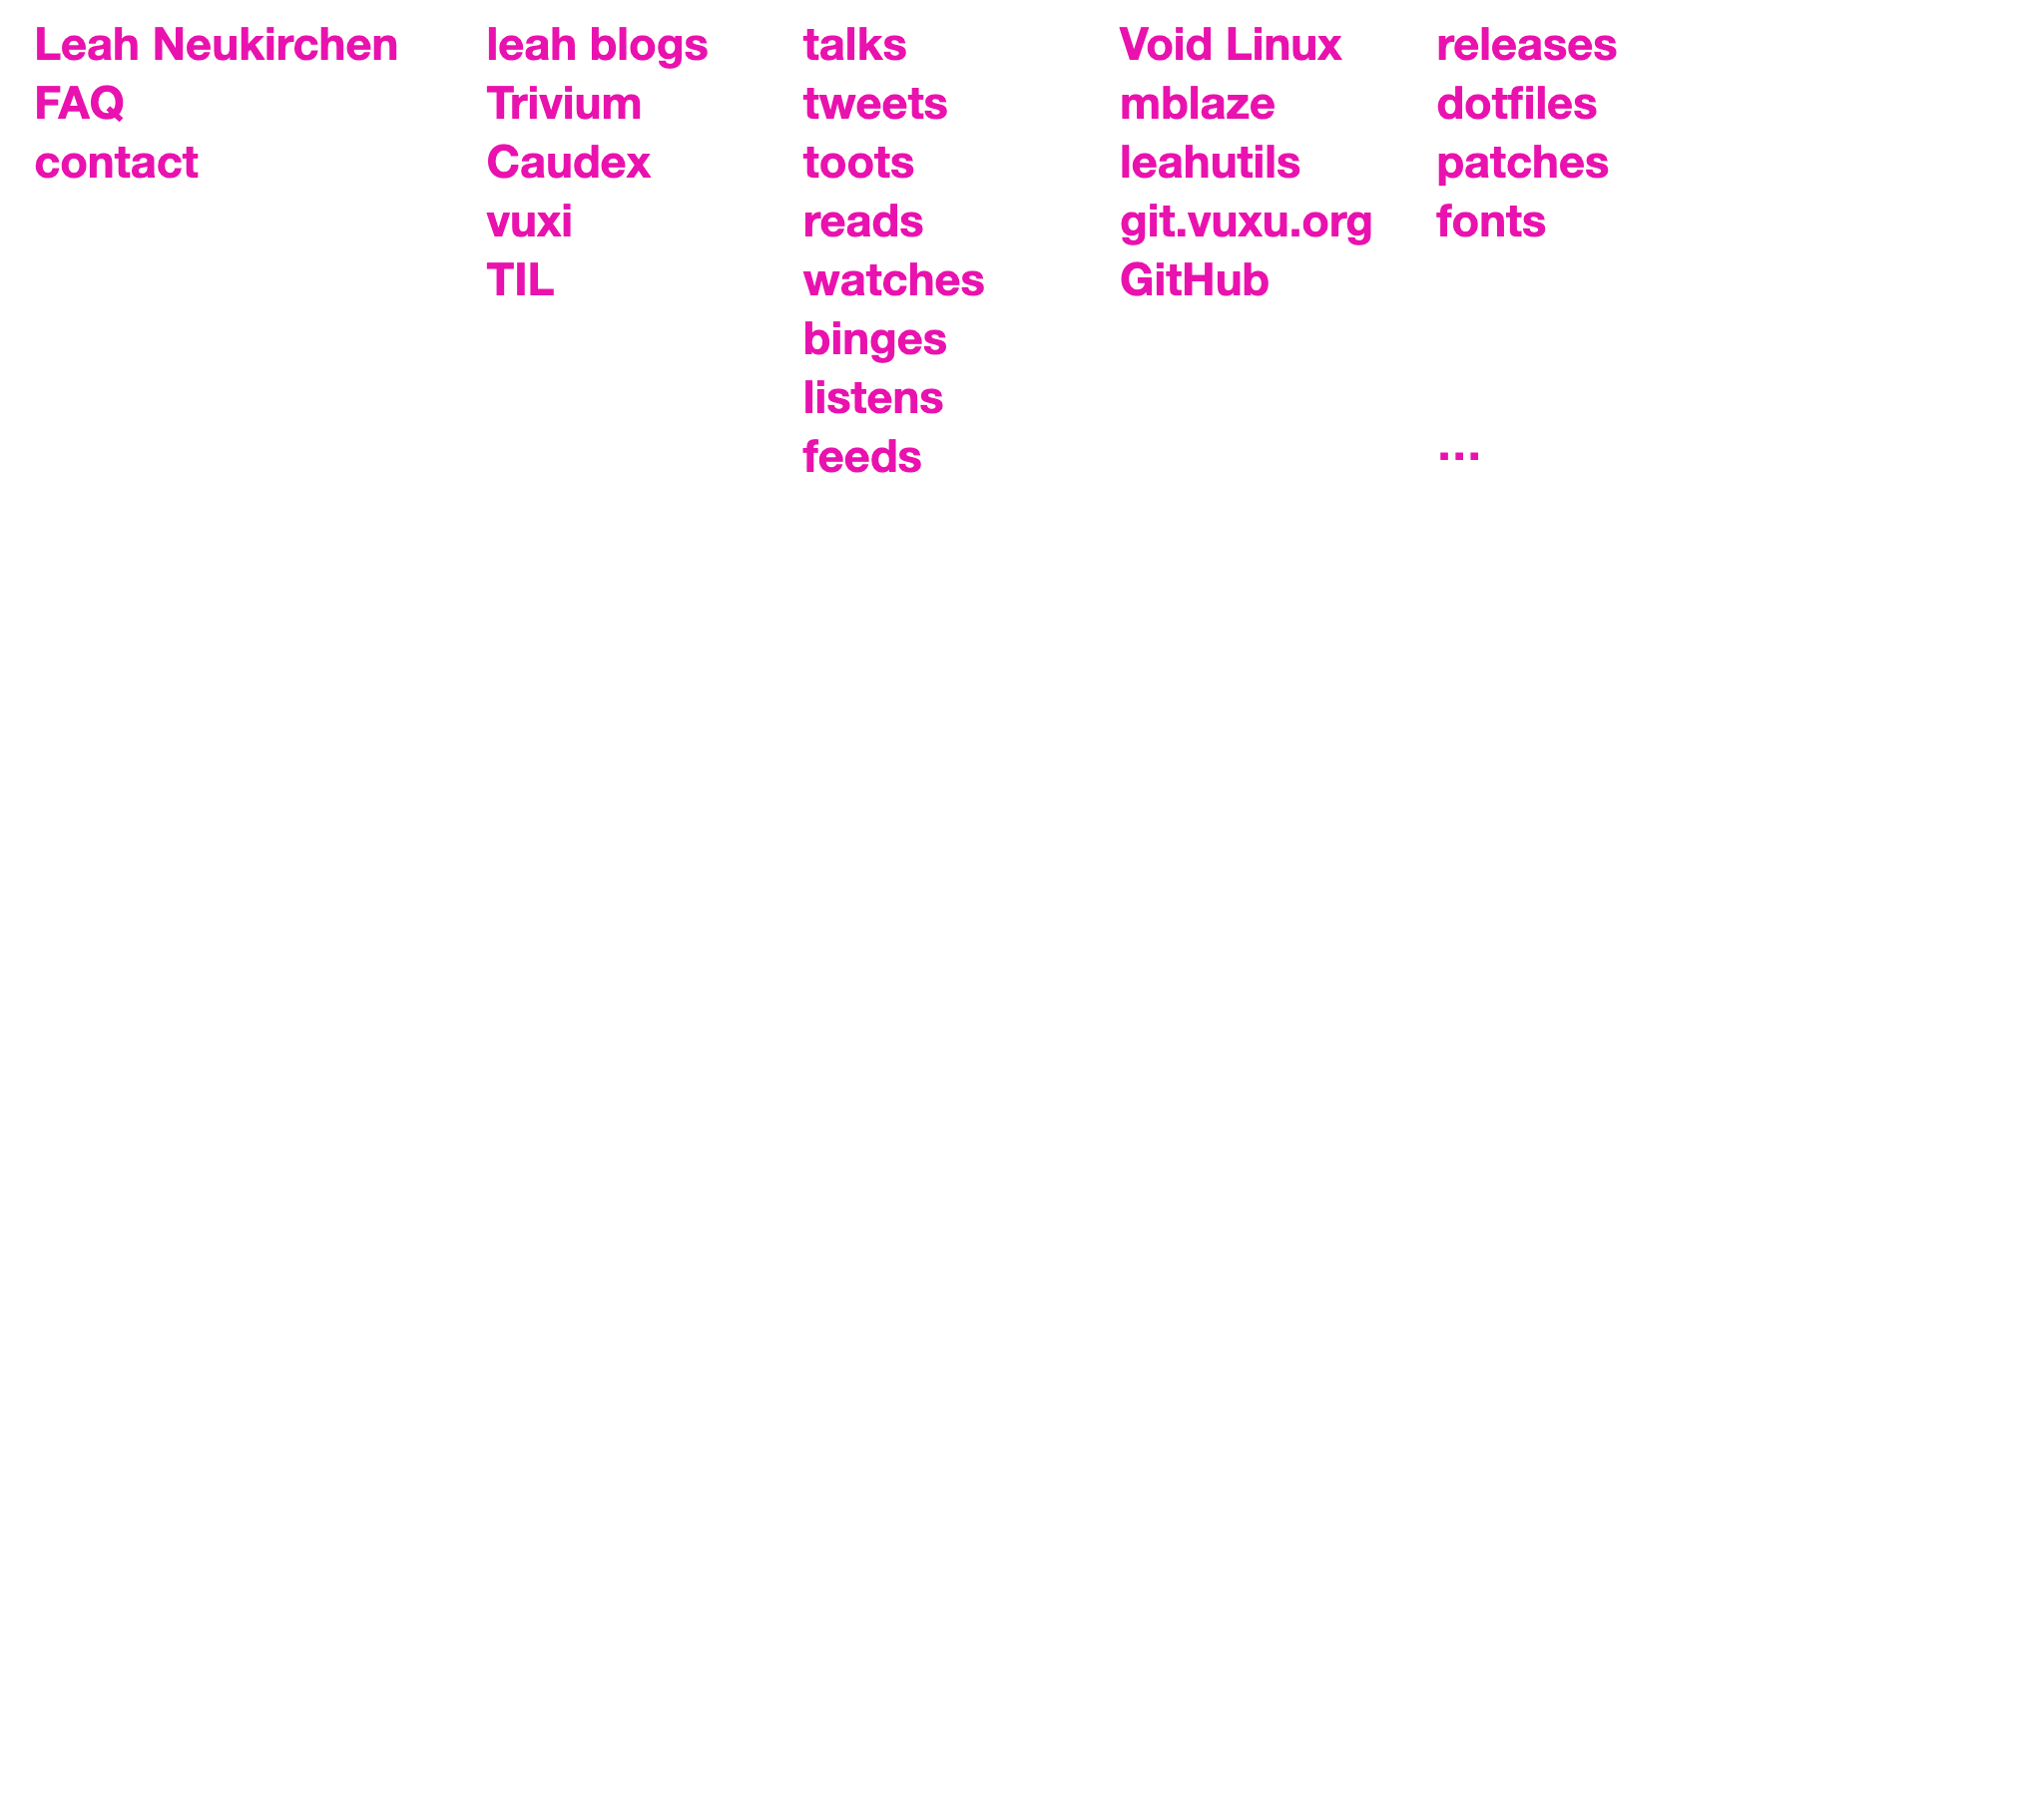 Leah Neukirchen
FAQ
contact
leah blogs
Trivium
Caudex
vuxi
TIL
talks
tweets
toots
reads
watches
binges
listens
feeds
Void Linux
mblaze
leahutils
git.vuxu.org
GitHub
releases
dotfiles
patches
fonts
…